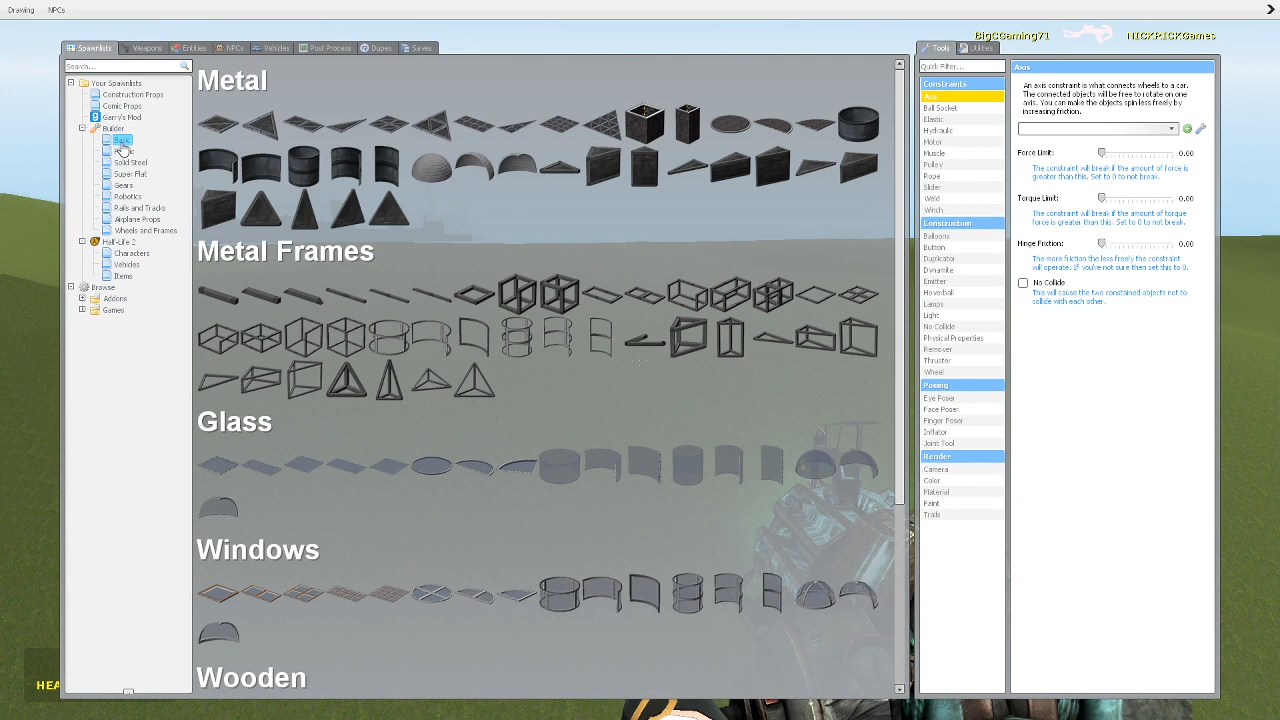 Drawing NPCs
BigCGaming71 NICKRICKGames
Spawnlists Weapons Entities NPCs Vehicles Post Process Dupes Saves
Search...
Your Spawnlists
Construction Props
Comic Props
Garry's Mod
Builder
Solid Steel
Super Flat
Gears
Robotics
Rails and Tracks
Airplane Props
Wheels and Frames
Half-Life 2
Characters
Vehicles
Items
Browse
Addons
Games
Metal
Metal Frames
Glass
Windows
Wooden
HEA
Tools Utilities
Quick Filter...
Constraints
Axis
Ball Socket
Elastic
Hydraulic
Motor
Muscle
Pulley
Rope
Slider
Weld
Winch
Construction
Balloons
Button
Duplicator
Dynamite
Emitter
Hoverball
Lamps
Light
No Collide
Physical Properties
Remover
Thruster
Wheel
Posing
Eye Poser
Face Poser
Finger Poser
Inflator
Joint Tool
Render
Camera
Color
Material
Paint
Trails
Axis
An axis constraint is what connects wheels to a car.
The connected objects will be free to rotate on one
axis. You can make the objects spin less freely by
increasing friction.
Force Limit: 0.00
The constraint will break if the amount of force is
greater than this. Set to 0 to not break.
Torque Limit: 0.00
The constraint will break if the amount of torque
force is greater than this. Set to 0 to not break.
Hinge Friction: 0.00
The more friction the less freely the constraint
will operate. If you're not sure then set this to 0.
No Collide
This will cause the two constained objects not to
collide with each other.